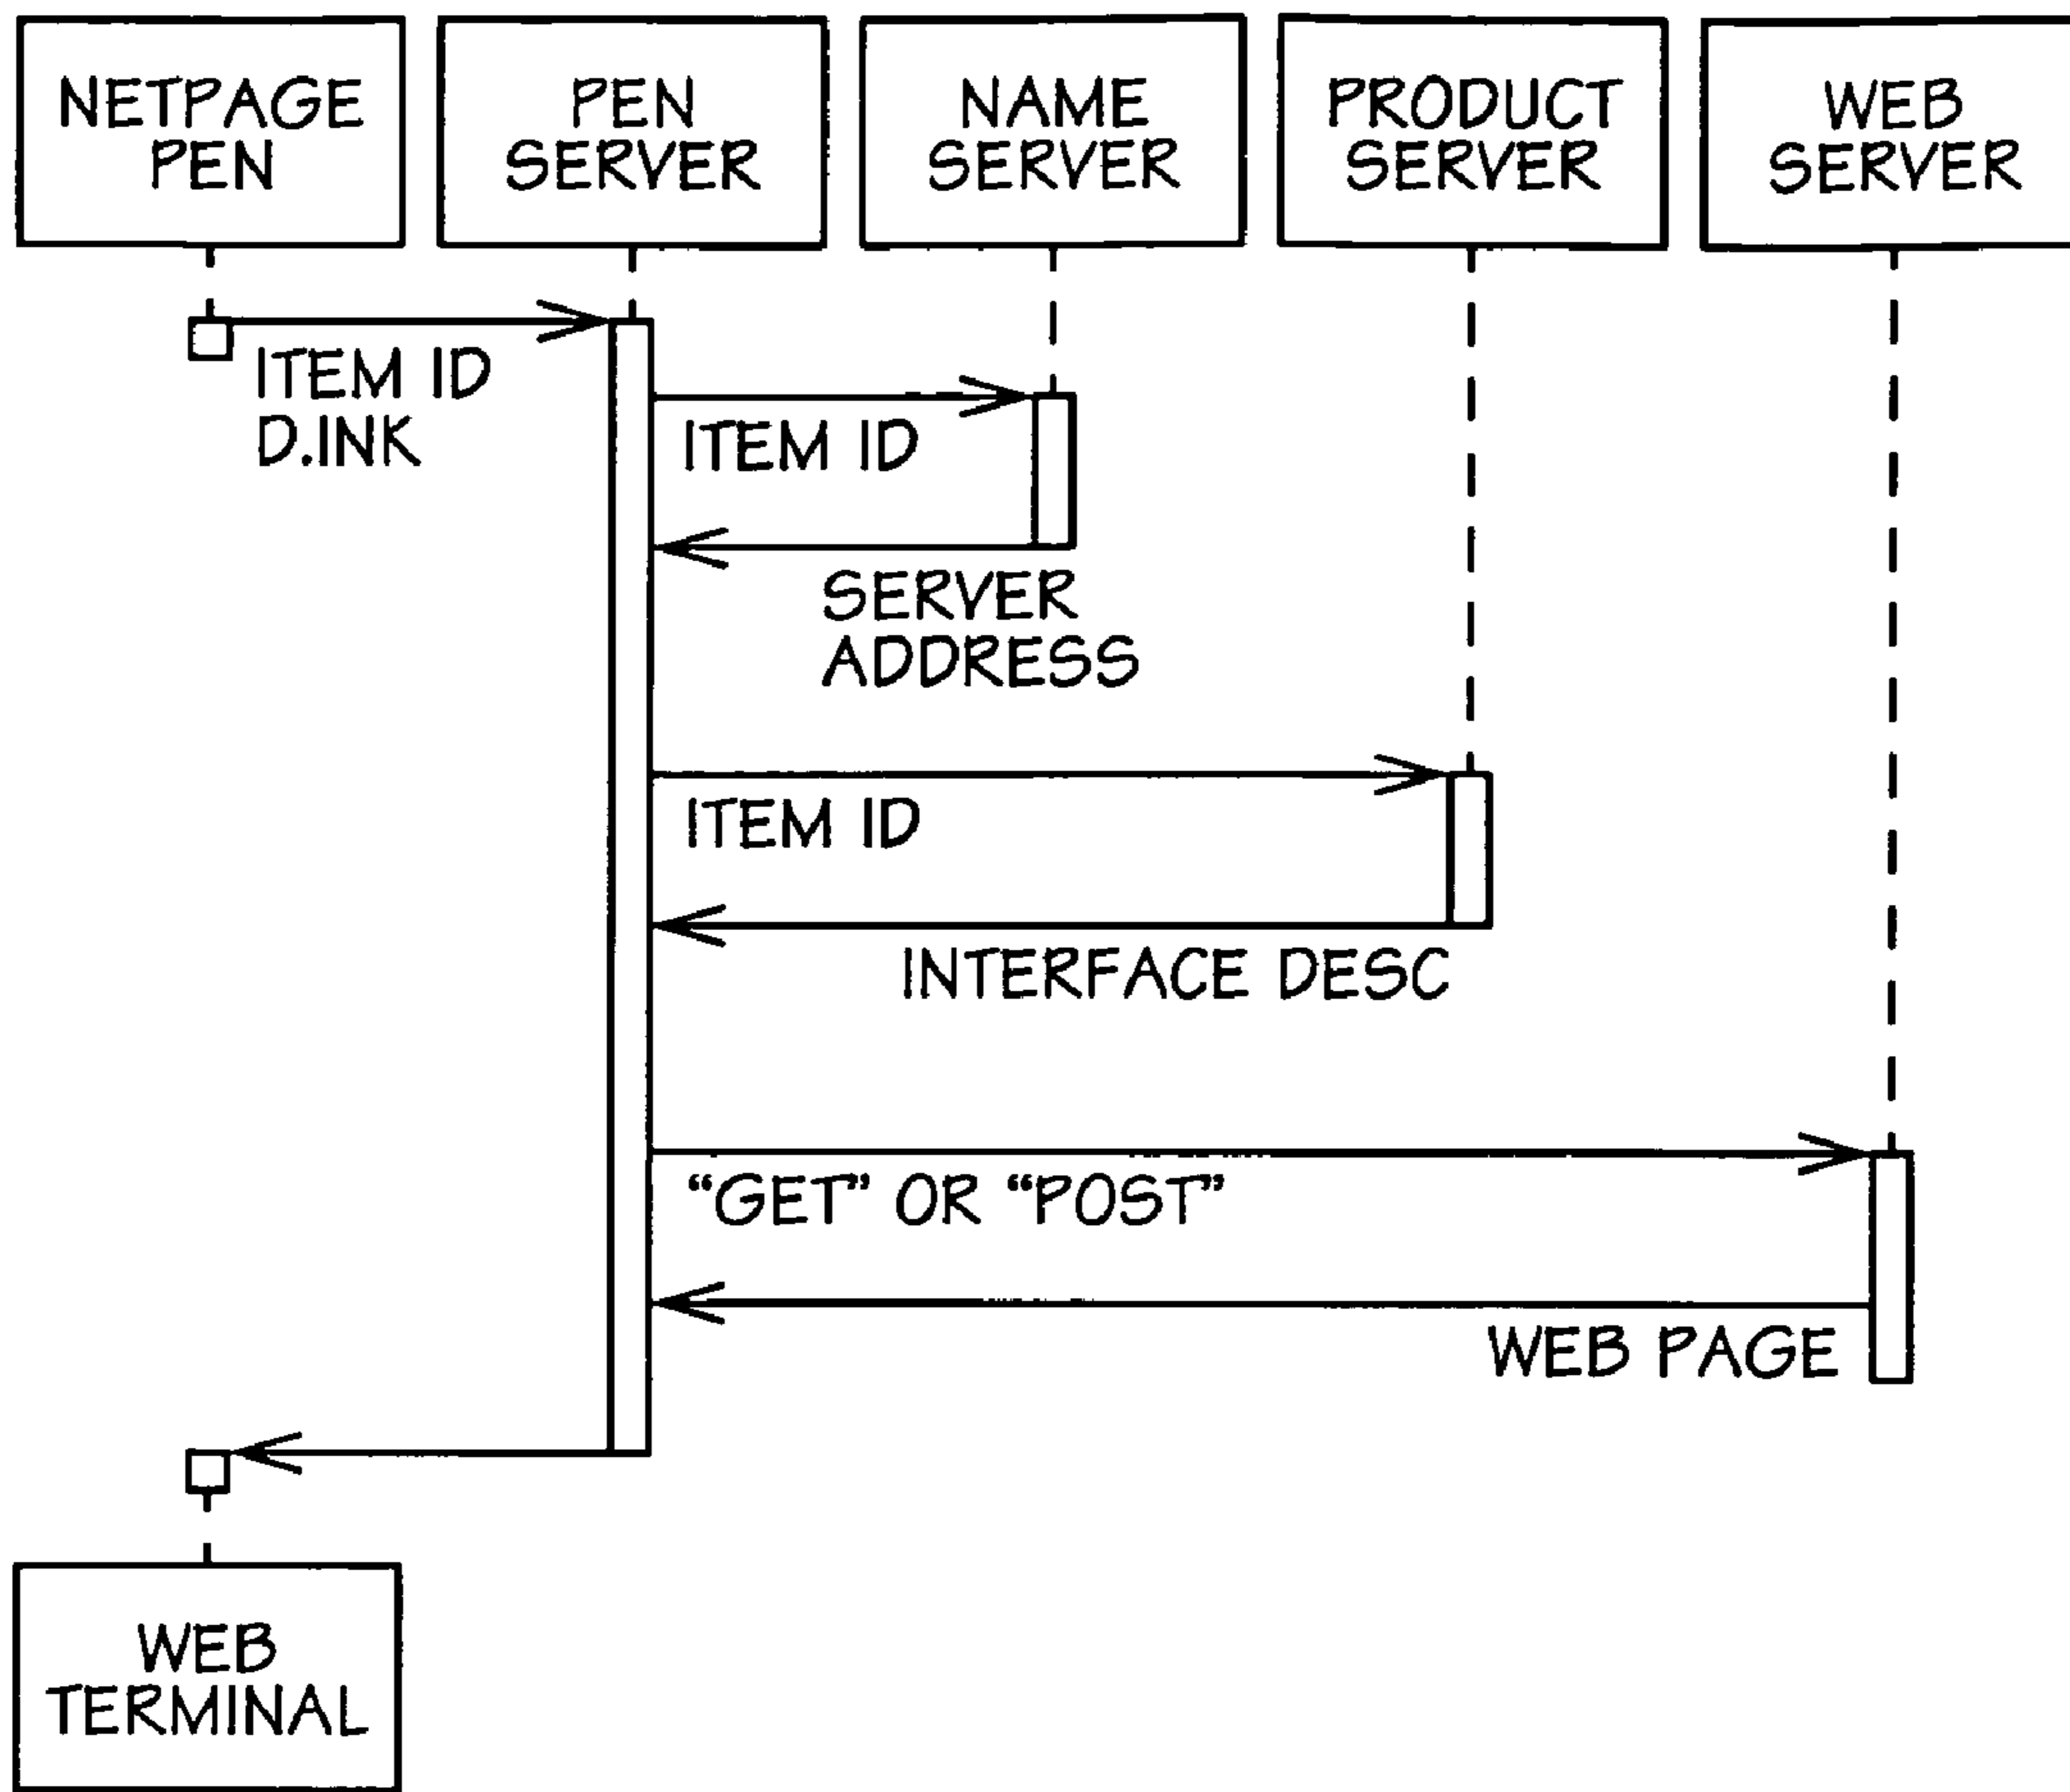 NETPAGE
PEN
PEN
SERVER
NAME
SERVER
PRODUCT
SERVER
WEB
SERVER
ITEM ID
D.INK
ITEM ID
SERVER
ADDRESS
ITEM ID
INTERFACE DESC
“GET” OR “POST”
WEB PAGE
WEB
TERMINAL